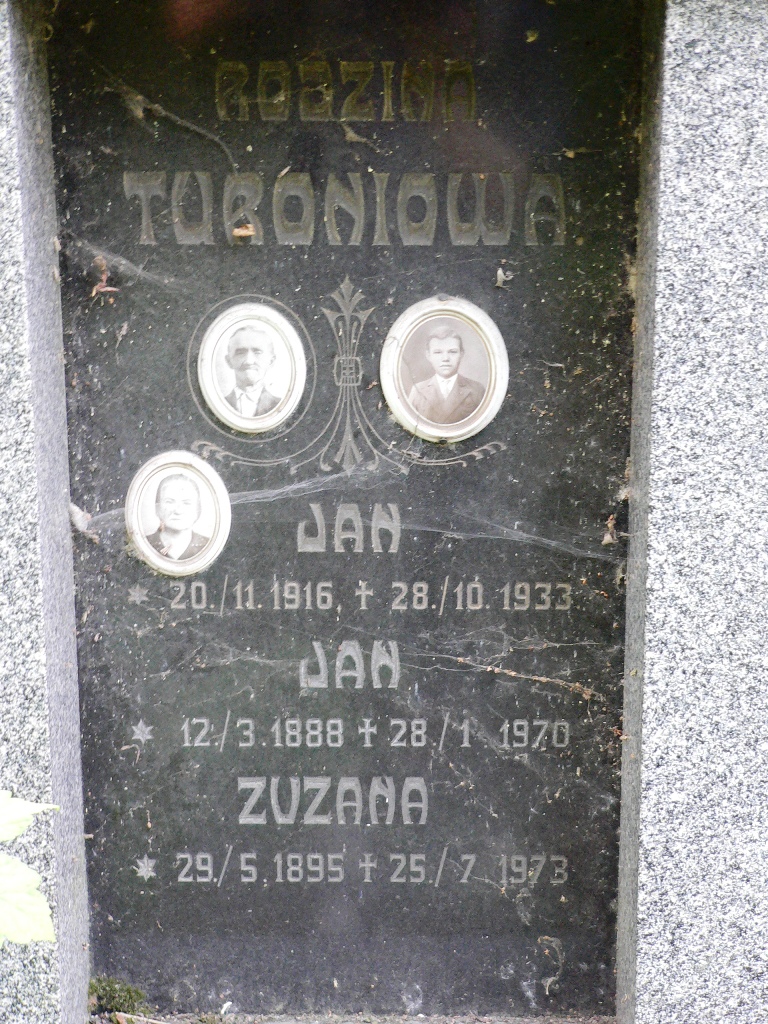 RODZINA
TURONIOWA
JAN
* 20./11. 1916, † 28./10. 1933
JAN
* 12./3. 1888 † 28./1 1970
ZUZANA
* 29./5. 1895 † 25./7 1973